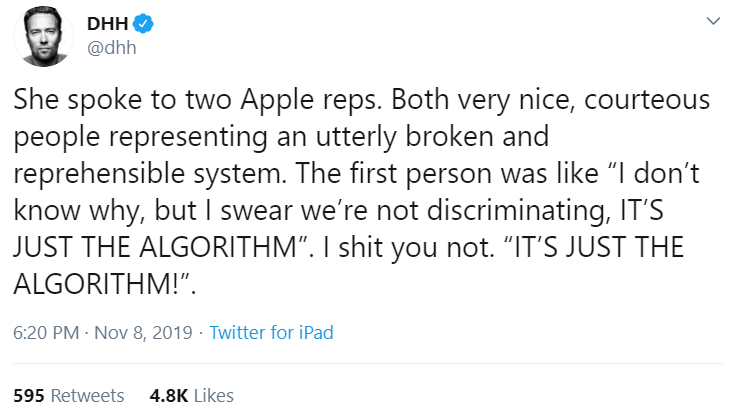 DHH
@dhh
She spoke to two Apple reps. Both very nice, courteous
people representing an utterly broken and
reprehensible system. The first person was like “I don’t
know why, but I swear we’re not discriminating, IT’S
JUST THE ALGORITHM”. I shit you not. “IT’S JUST THE
ALGORITHM!”.
6:20 PM · Nov 8, 2019 · Twitter for iPad
595 Retweets 4.8K Likes